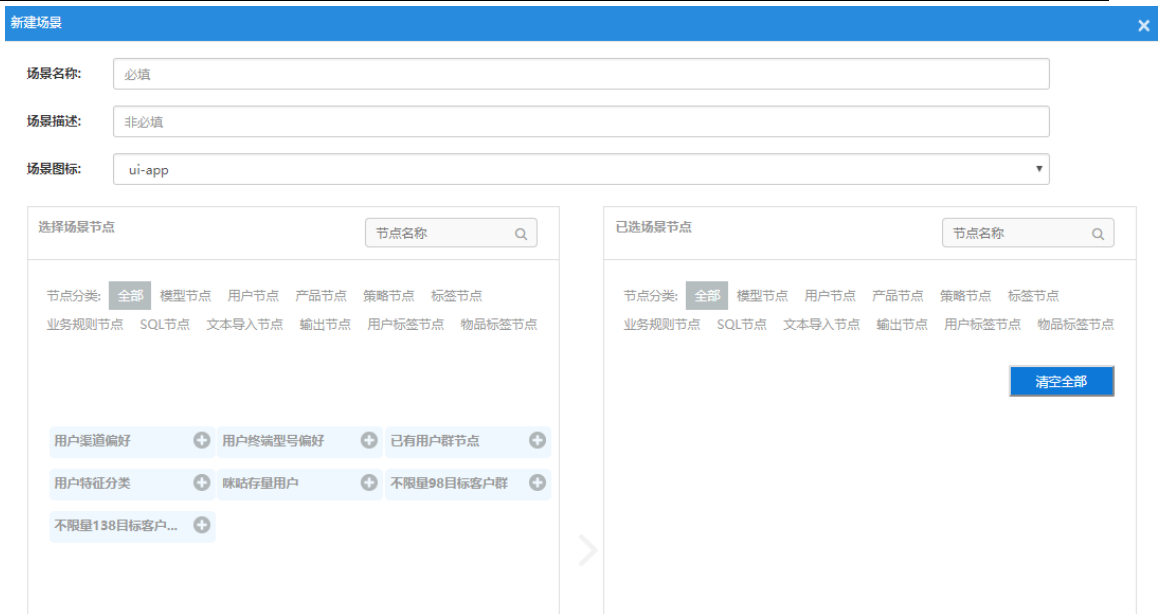 新建场景
场景名称: 必填
场景描述: 非必填
场景图标: ui-app
选择场景节点 节点名称
节点分类: 全部 模型节点 用户节点 产品节点 策略节点 标签节点
业务规则节点 SQL节点 文本导入节点 输出节点 用户标签节点 物品标签节点
用户渠道偏好 用户终端型号偏好 已有用户群节点
用户特征分类 咪咕存量用户 不限量98目标客户群
不限量138目标客户...
已选场景节点 节点名称
节点分类: 全部 模型节点 用户节点 产品节点 策略节点 标签节点
业务规则节点 SQL节点 文本导入节点 输出节点 用户标签节点 物品标签节点
清空全部